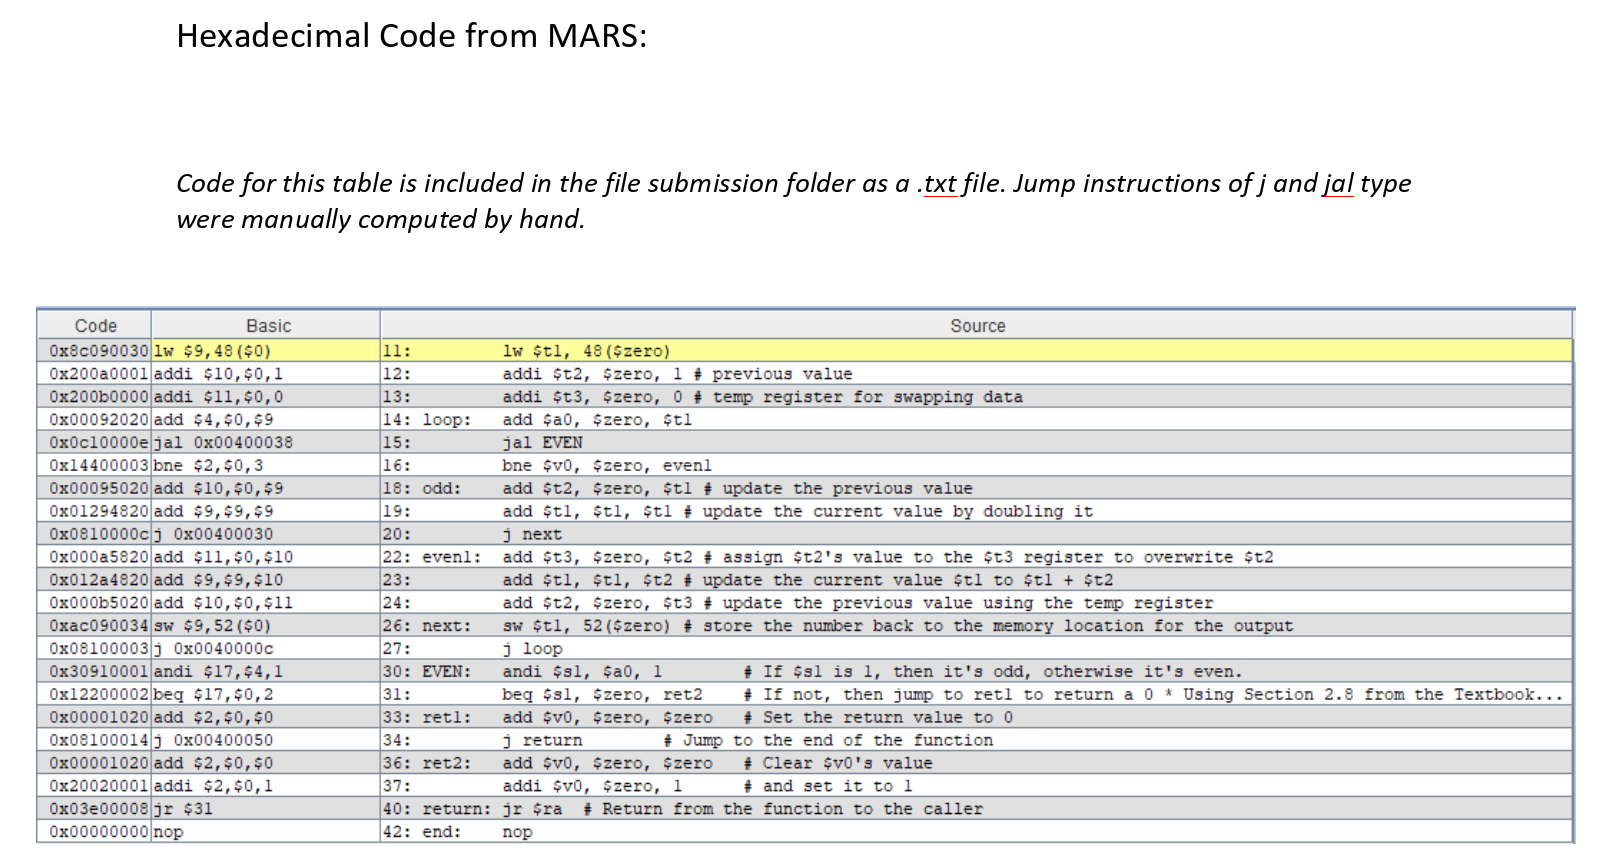 Hexadecimal Code from MARS:
Code for this table is included in the file submission folder as a .txt file. Jump instructions of j and jal type
were manually computed by hand.
Code Basic Source
0x8c090030 lw $9,48($0) 11: lw $t1, 48($zero)
0x200a0001 addi $10,$0,1 12: addi $t2, $zero, 1 # previous value
0x200b0000 addi $11,$0,0 13: addi $t3, $zero, 0 # temp register for swapping data
0x00092020 add $4,$0,$9 14: loop: add $a0, $zero, $t1
0x0c10000e jal 0x00400038 15: jal EVEN
0x14400003 bne $2,$0,3 16: bne $v0, $zero, even1
0x00095020 add $10,$0,$9 18: odd: add $t2, $zero, $t1 # update the previous value
0x01294820 add $9,$9,$9 19: add $t1, $t1, $t1 # update the current value by doubling it
0x0810000c j 0x00400030 20: j next
0x000a5820 add $11,$0,$10 22: even1: add $t3, $zero, $t2 # assign $t2's value to the $t3 register to overwrite $t2
0x012a4820 add $9,$9,$10 23: add $t1, $t1, $t2 # update the current value $t1 to $t1 + $t2
0x000b5020 add $10,$0,$11 24: add $t2, $zero, $t3 # update the previous value using the temp register
0xac090034 sw $9,52($0) 26: next: sw $t1, 52($zero) # store the number back to the memory location for the output
0x08100003 j 0x0040000c 27: j loop
0x30910001 andi $17,$4,1 30: EVEN: andi $s1, $a0, 1 # If $s1 is 1, then it's odd, otherwise it's even.
0x12200002 beq $17,$0,2 31: beq $s1, $zero, ret2 # If not, then jump to ret1 to return a 0 * Using Section 2.8 from the Textbook...
0x00001020 add $2,$0,$0 33: ret1: add $v0, $zero, $zero # Set the return value to 0
0x08100014 j 0x00400050 34: j return # Jump to the end of the function
0x00001020 add $2,$0,$0 36: ret2: add $v0, $zero, $zero # Clear $v0's value
0x20020001 addi $2,$0,1 37: addi $v0, $zero, 1 # and set it to 1
0x03e00008 jr $31 40: return: jr $ra # Return from the function to the caller
0x00000000 nop 42: end: nop